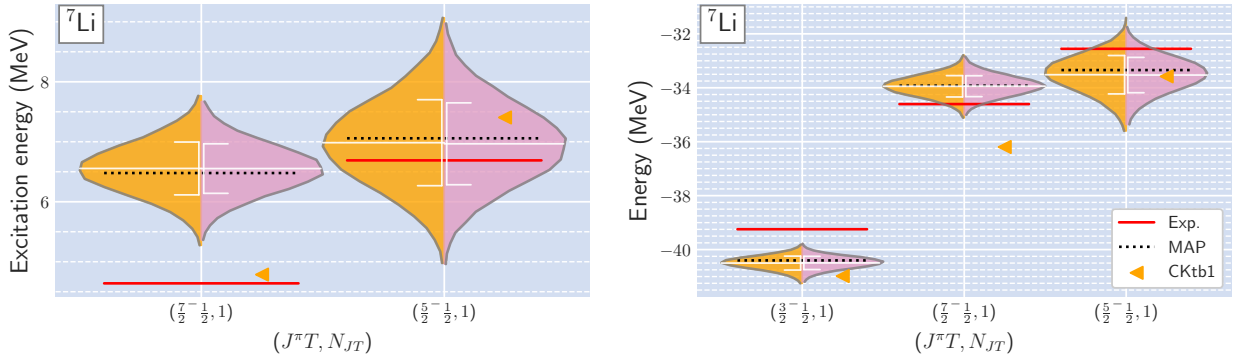 ⁷Li
Excitation energy (MeV)
8
6
(7/2⁻ 1/2, 1)
(5/2⁻ 1/2, 1)
(J^π T, N_JT)
⁷Li
Energy (MeV)
−32
−34
−36
−38
−40
Exp.
MAP
CKtb1
(3/2⁻ 1/2, 1)
(7/2⁻ 1/2, 1)
(5/2⁻ 1/2, 1)
(J^π T, N_JT)